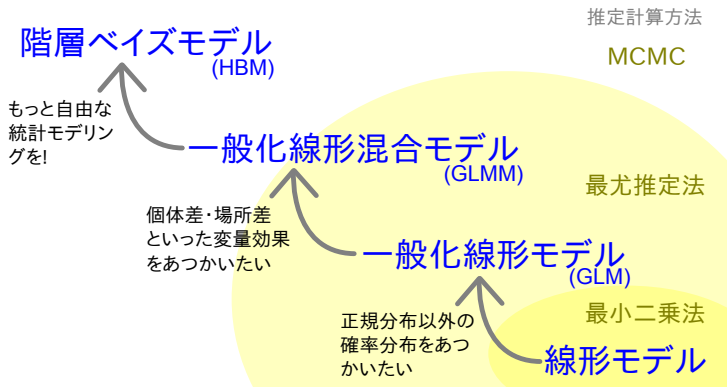 推定計算方法
階層ベイズモデル
(HBM)
MCMC
もっと自由な
統計モデリン
グを!
一般化線形混合モデル
(GLMM)
最尤推定法
個体差・場所差
といった変量効果
をあつかいたい
一般化線形モデル
(GLM)
最小二乗法
正規分布以外の
確率分布をあつ
かいたい
線形モデル